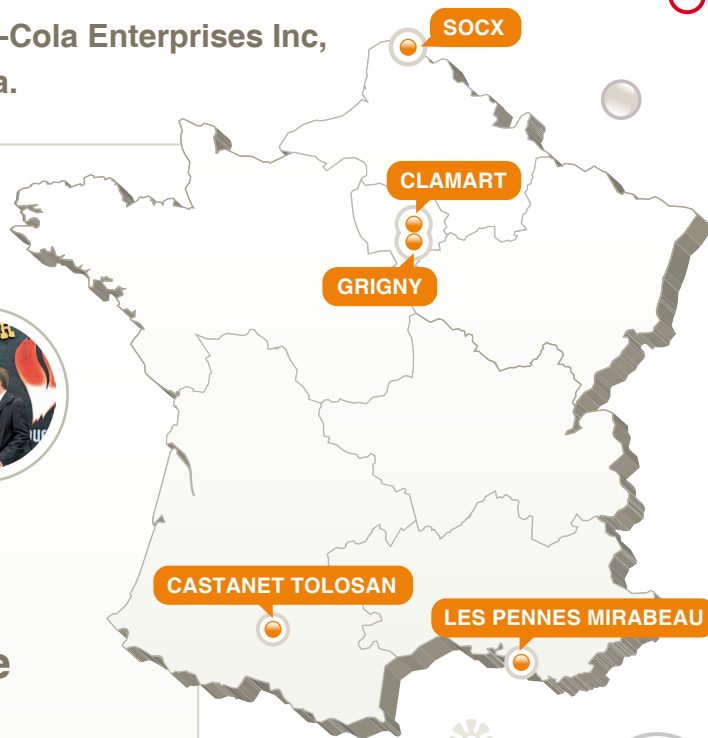 -Cola Enterprises Inc,
a.
SOCX
CLAMART
GRIGNY
CASTANET TOLOSAN
LES PENNES MIRABEAU
e